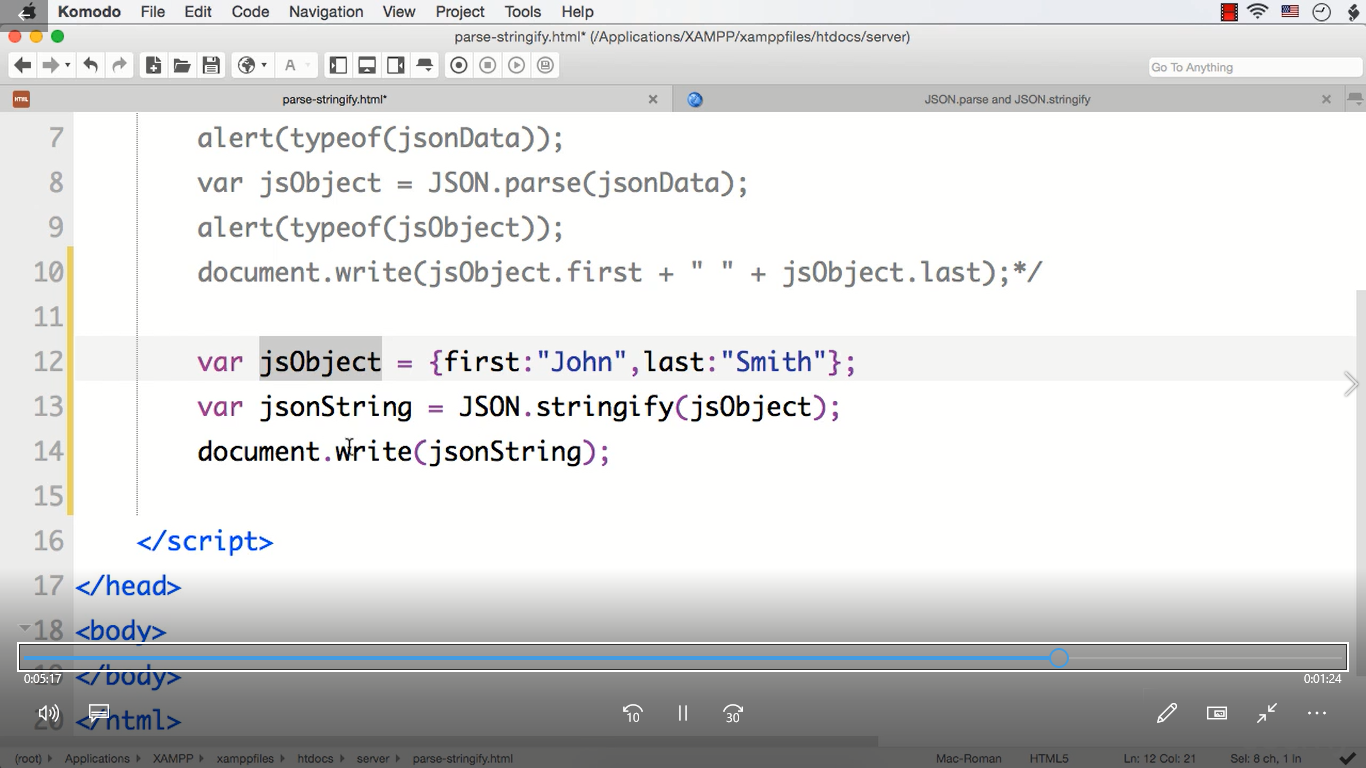 Komodo File Edit Code Navigation View Project Tools Help
parse-stringify.html* (/Applications/XAMPP/xamppfiles/htdocs/server)
A
Go To Anything
HTML parse-stringify.html* JSON.parse and JSON.stringify
7 alert(typeof(jsonData));
8 var jsObject = JSON.parse(jsonData);
9 alert(typeof(jsObject));
10 document.write(jsObject.first + " " + jsObject.last);*/
11
12 var jsObject = {first:"John",last:"Smith"};
13 var jsonString = JSON.stringify(jsObject);
14 document.write(jsonString);
15
16 </script>
17 </head>
18 <body>
19 </body>
0:05:17 0:01:24
20 </html>
10 30
(root) Applications XAMPP xamppfiles htdocs server parse-stringify.html Mac-Roman HTML5 Ln: 12 Col: 21 Sel: 8 ch, 1 ln